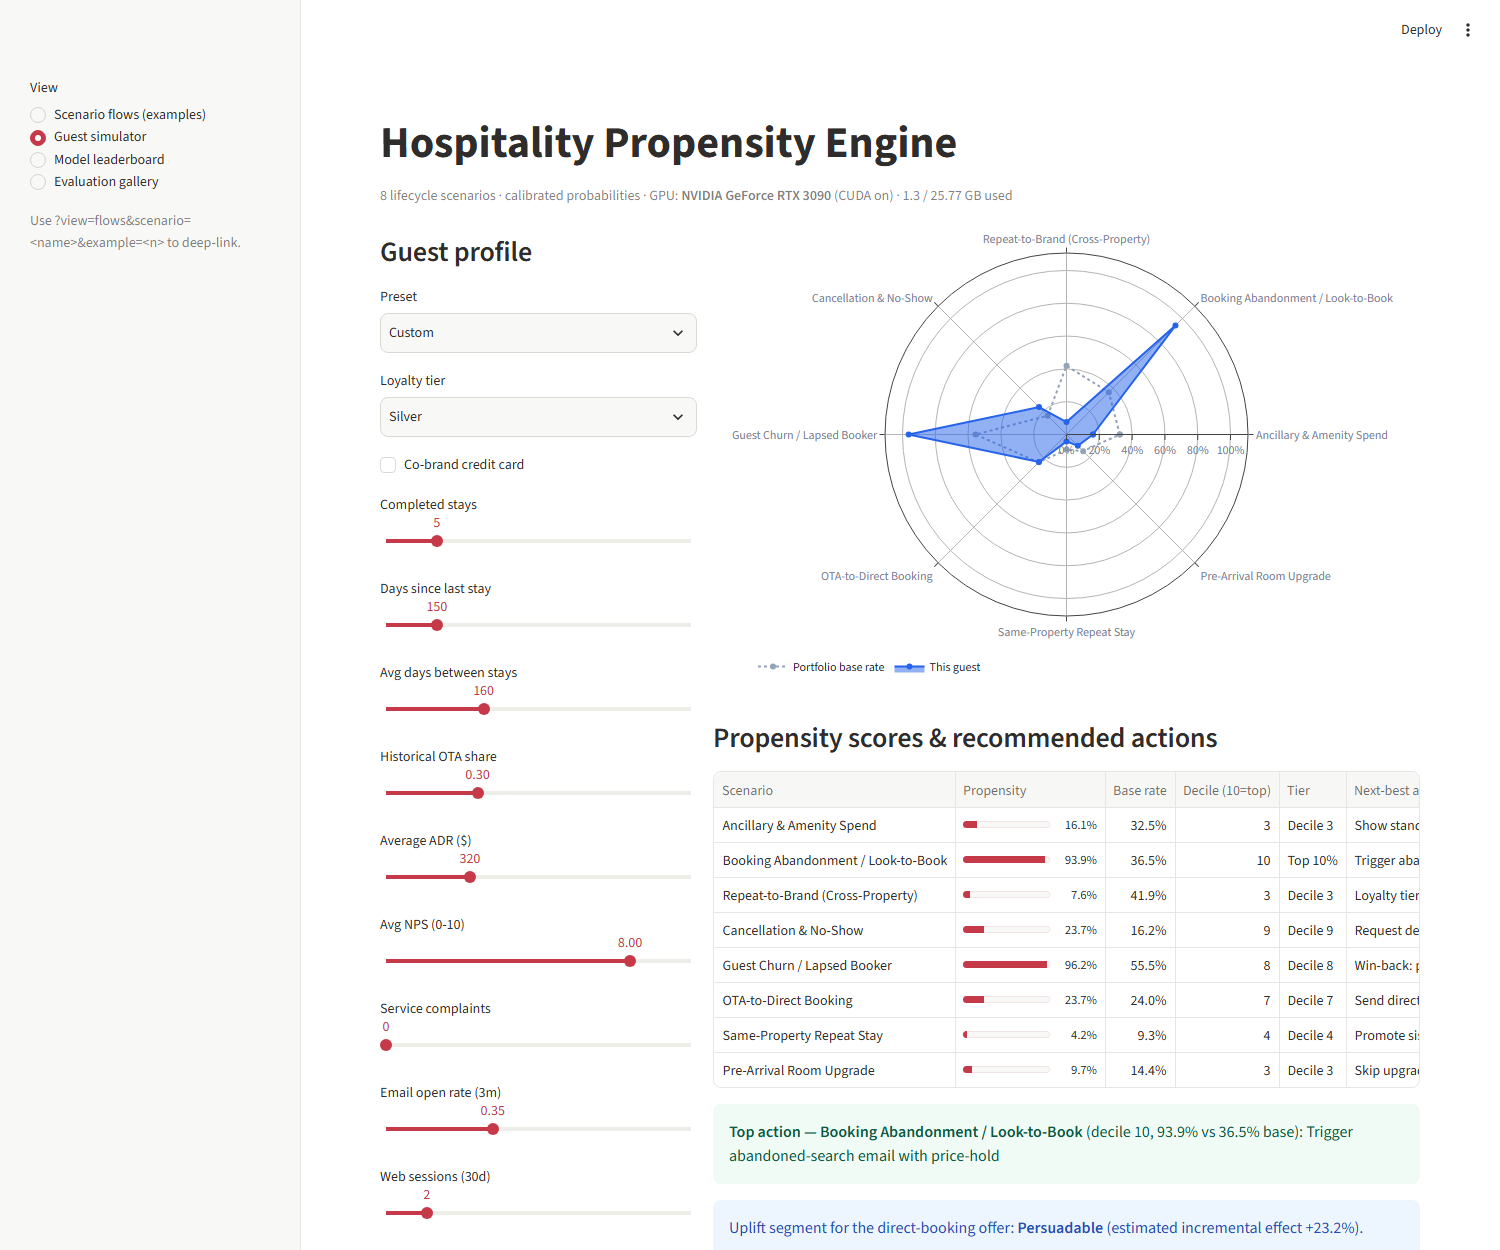 Deploy
View
Scenario flows (examples)
Guest simulator
Model leaderboard
Evaluation gallery
Use ?view=flows&scenario=
<name>&example=<n> to deep-link.
Hospitality Propensity Engine
8 lifecycle scenarios · calibrated probabilities · GPU: NVIDIA GeForce RTX 3090 (CUDA on) · 1.3 / 25.77 GB used
Guest profile
Preset
Custom
Loyalty tier
Silver
Co-brand credit card
Completed stays
5
Days since last stay
150
Avg days between stays
160
Historical OTA share
0.30
Average ADR ($)
320
Avg NPS (0-10)
8.00
Service complaints
0
Email open rate (3m)
0.35
Web sessions (30d)
2
Repeat-to-Brand (Cross-Property)
Cancellation & No-Show
Booking Abandonment / Look-to-Book
Guest Churn / Lapsed Booker
Ancillary & Amenity Spend
0% 20% 40% 60% 80% 100%
OTA-to-Direct Booking
Pre-Arrival Room Upgrade
Same-Property Repeat Stay
Portfolio base rate This guest
Propensity scores & recommended actions
Scenario Propensity Base rate Decile (10=top) Tier Next-best a
Ancillary & Amenity Spend 16.1% 32.5% 3 Decile 3 Show stand
Booking Abandonment / Look-to-Book 93.9% 36.5% 10 Top 10% Trigger aba
Repeat-to-Brand (Cross-Property) 7.6% 41.9% 3 Decile 3 Loyalty tier
Cancellation & No-Show 23.7% 16.2% 9 Decile 9 Request de
Guest Churn / Lapsed Booker 96.2% 55.5% 8 Decile 8 Win-back: p
OTA-to-Direct Booking 23.7% 24.0% 7 Decile 7 Send direct
Same-Property Repeat Stay 4.2% 9.3% 4 Decile 4 Promote sis
Pre-Arrival Room Upgrade 9.7% 14.4% 3 Decile 3 Skip upgra
Top action — Booking Abandonment / Look-to-Book (decile 10, 93.9% vs 36.5% base): Trigger
abandoned-search email with price-hold
Uplift segment for the direct-booking offer: Persuadable (estimated incremental effect +23.2%).